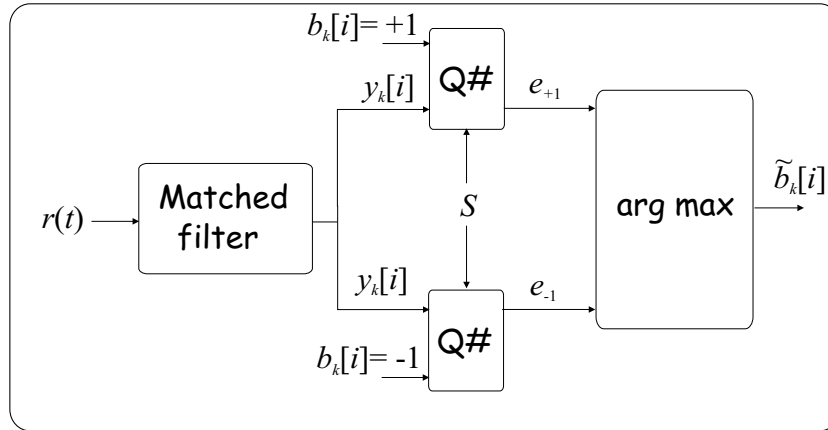 b_k[i]= +1
Q#
y_k[i]
e_{+1}
Matched
filter
r(t)
S
arg max
b̃_k[i]
y_k[i]
e_{-1}
Q#
b_k[i]= -1